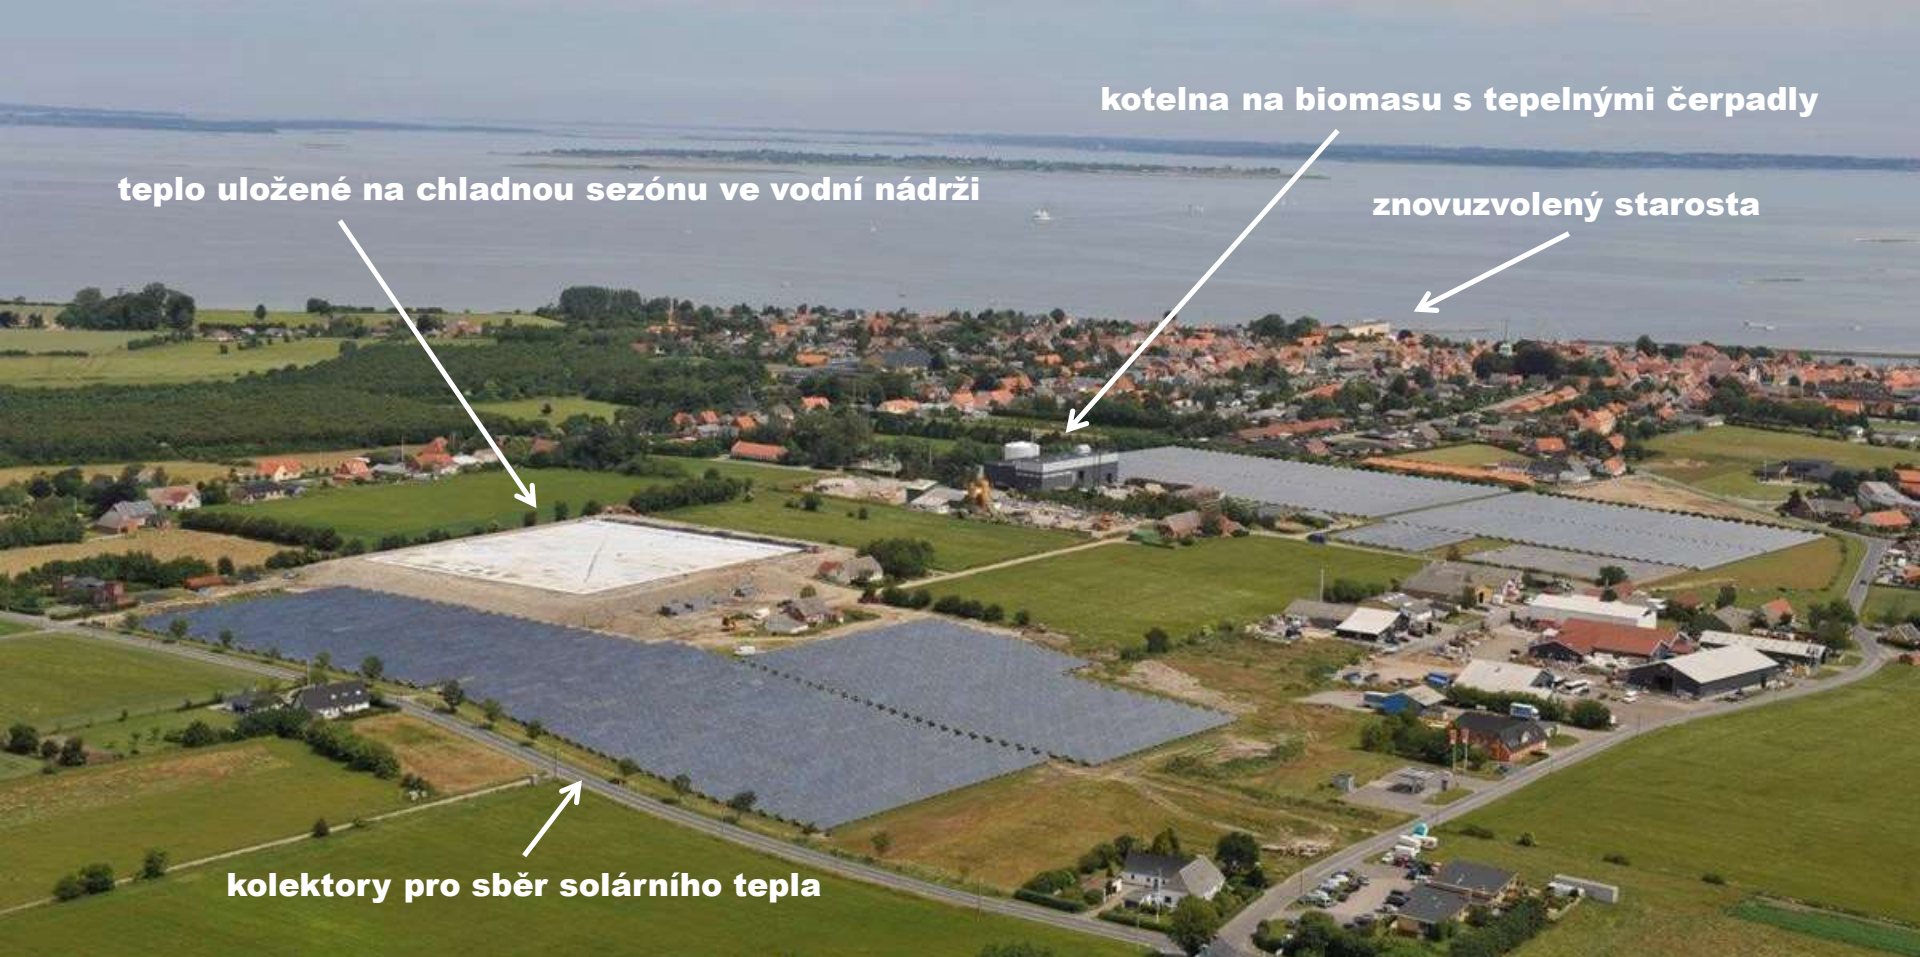 kotelna na biomasu s tepelnými čerpadly
teplo uložené na chladnou sezónu ve vodní nádrži
znovuzvolený starosta
kolektory pro sběr solárního tepla